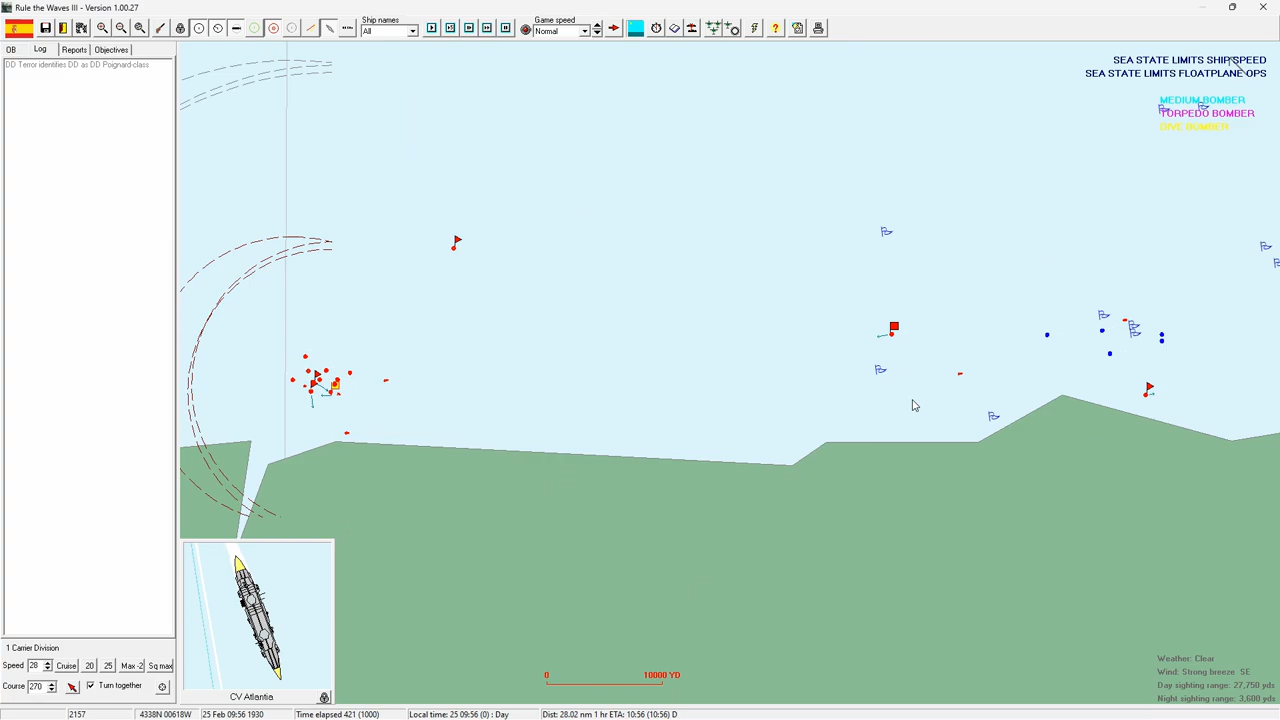 Rule the Waves III - Version 1.00.27
Ship names
All
Game speed
Normal
OB
Log
Reports
Objectives
DD Terror identifies DD as DD Poignard-class
SEA STATE LIMITS SHIP SPEED
SEA STATE LIMITS FLOATPLANE OPS
MEDIUM BOMBER
TORPEDO BOMBER
DIVE BOMBER
1 Carrier Division
Speed 28 Cruise 20 25 Max -2 Sq max
Course 270 Turn together
CV Atlantia
0 10000 YD
Weather: Clear
Wind: Strong breeze SE
Day sighting range: 27,750 yds
Night sighting range: 3,600 yds
2157
4338N 00618W
25 Feb 09:56 1930
Time elapsed 421 (1000)
Local time: 25 09:56 (0) : Day
Dist: 28.02 nm 1 hr ETA: 10:56 (10:56) D